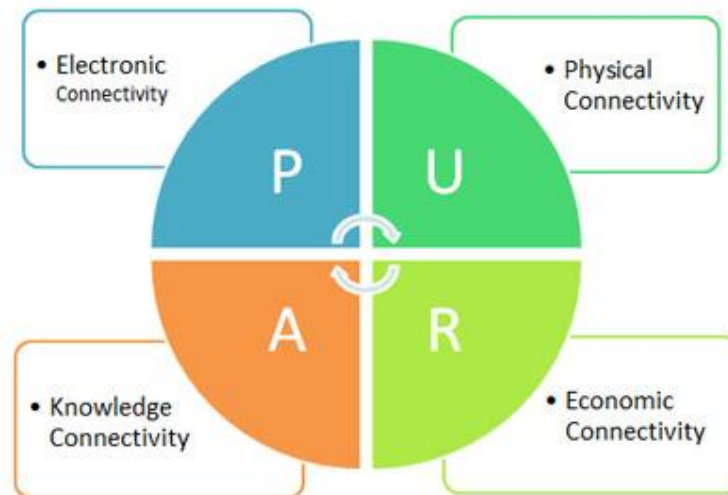 • Electronic
Connectivity
• Physical
Connectivity
P
U
A
R
• Knowledge
Connectivity
• Economic
Connectivity